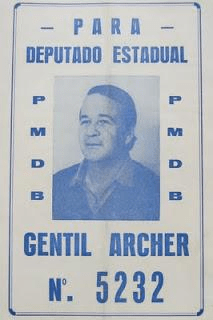 PARA
DEPUTADO ESTADUAL
PMDB
PMDB
GENTIL ARCHER
Nº. 5232